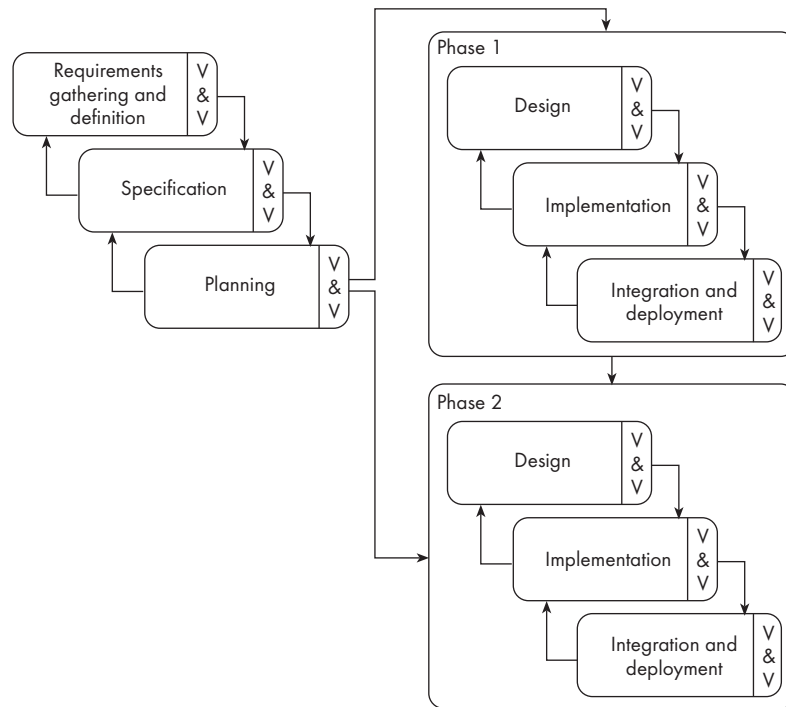 Requirements
gathering and
definition
V
&
V
Specification
V
&
V
Planning
V
&
V
Phase 1
Design
V
&
V
Implementation
V
&
V
Integration and
deployment
V
&
V
Phase 2
Design
V
&
V
Implementation
V
&
V
Integration and
deployment
V
&
V